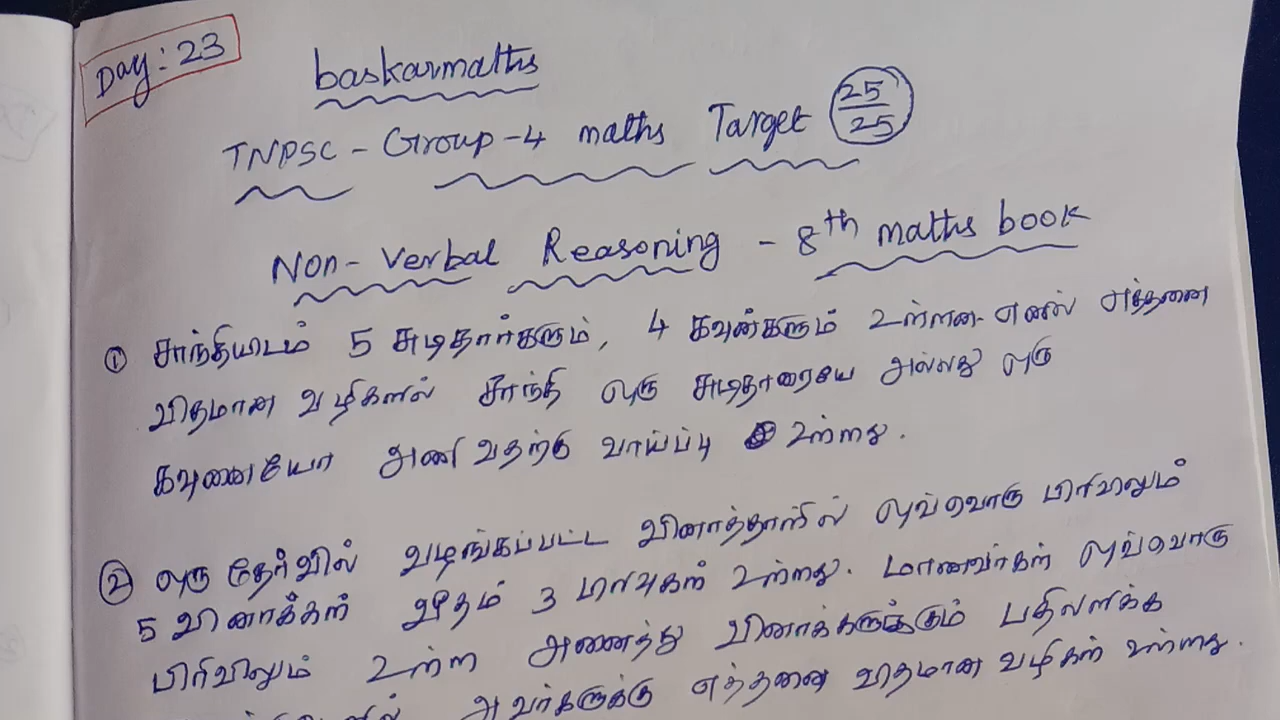 Day: 23
baskarmaths
TNPSC - Group - 4 maths Target 25/25
Non - Verbal Reasoning - 8th maths book
① சாந்தியிடம் 5 சுடிதார்களும், 4 கவுன்களும் உள்ளன எனில் எத்தனை
விதமான வழிகளில் சாந்தி ஒரு சுடிதாரையே அல்லது ஒரு
கவுனையோ அணிவதற்கு வாய்ப்பு உள்ளது.
② ஒரு தேர்வில் வழங்கப்பட்ட வினாத்தாளில் ஒவ்வொரு பிரிவிலும்
5 வினாக்கள் வீதம் 3 பிரிவுகள் உள்ளது. மாணவர்கள் ஒவ்வொரு
பிரிவிலும் உள்ள அணைத்து வினாக்களுக்கும் பதிலளிக்க
அவர்களுக்கு எத்தனை விதமான வழிகள் உள்ளது.